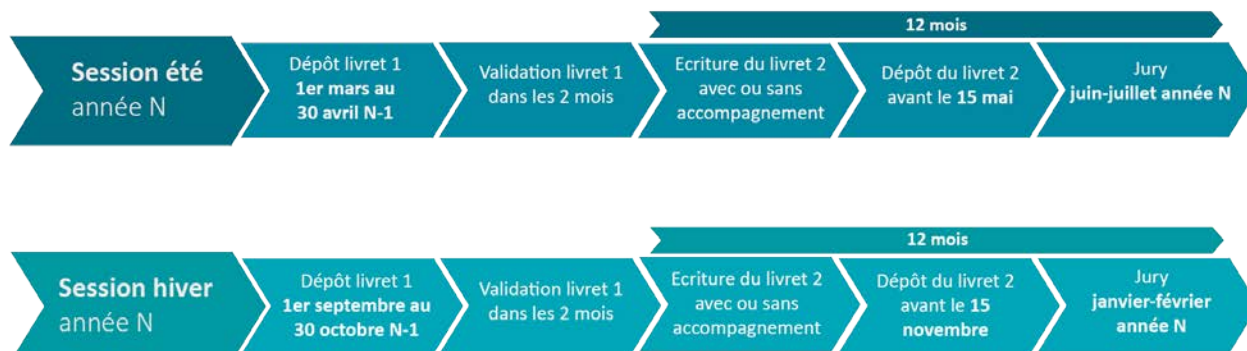 12 mois
Session été
année N
Dépôt livret 1
1er mars au
30 avril N-1
Validation livret 1
dans les 2 mois
Ecriture du livret 2
avec ou sans
accompagnement
Dépôt du livret 2
avant le 15 mai
Jury
juin-juillet année N
12 mois
Session hiver
année N
Dépôt livret 1
1er septembre au
30 octobre N-1
Validation livret 1
dans les 2 mois
Ecriture du livret 2
avec ou sans
accompagnement
Dépôt du livret 2
avant le 15
novembre
Jury
janvier-février
année N